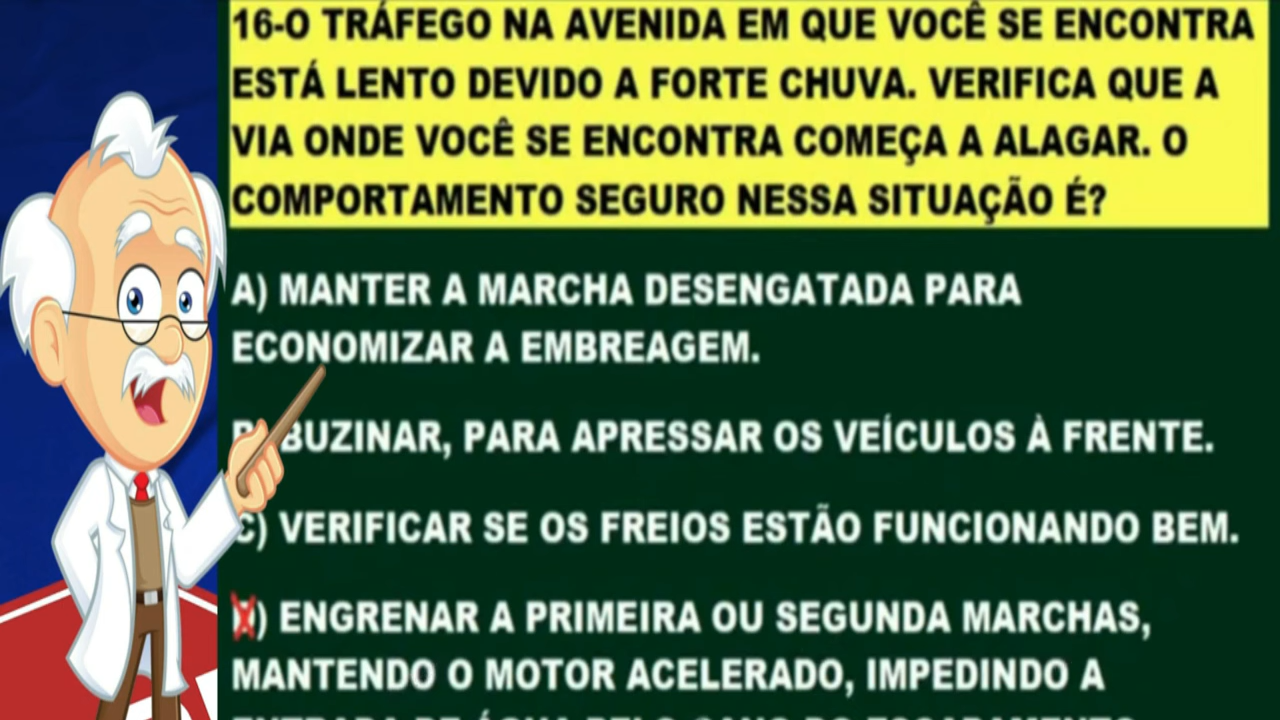 16-O TRÁFEGO NA AVENIDA EM QUE VOCÊ SE ENCONTRA
ESTÁ LENTO DEVIDO A FORTE CHUVA. VERIFICA QUE A
VIA ONDE VOCÊ SE ENCONTRA COMEÇA A ALAGAR. O
COMPORTAMENTO SEGURO NESSA SITUAÇÃO É?
A) MANTER A MARCHA DESENGATADA PARA
ECONOMIZAR A EMBREAGEM.
BUZINAR, PARA APRESSAR OS VEÍCULOS À FRENTE.
C) VERIFICAR SE OS FREIOS ESTÃO FUNCIONANDO BEM.
) ENGRENAR A PRIMEIRA OU SEGUNDA MARCHAS,
MANTENDO O MOTOR ACELERADO, IMPEDINDO A